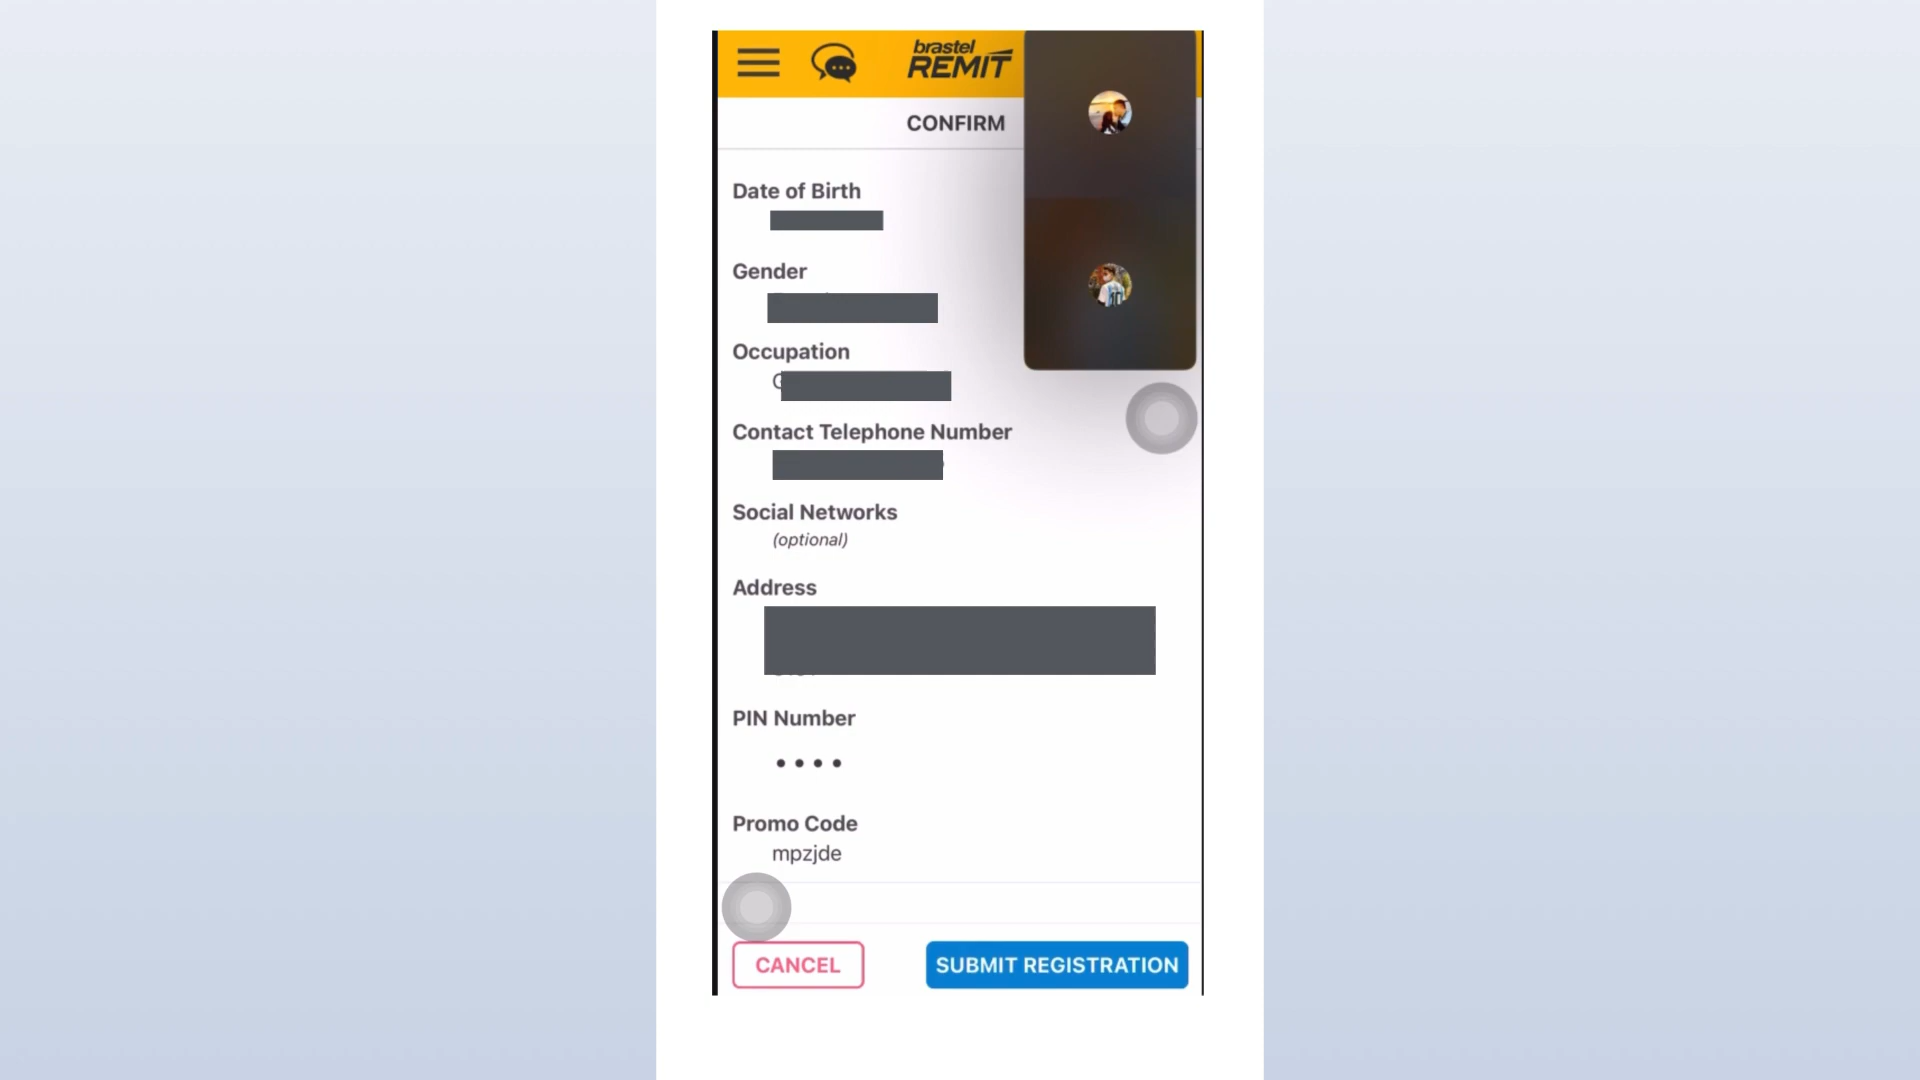 brastel
REMIT
CONFIRM
Date of Birth
Gender
Occupation
Contact Telephone Number
Social Networks
(optional)
Address
PIN Number
••••
Promo Code
mpzjde
CANCEL
SUBMIT REGISTRATION